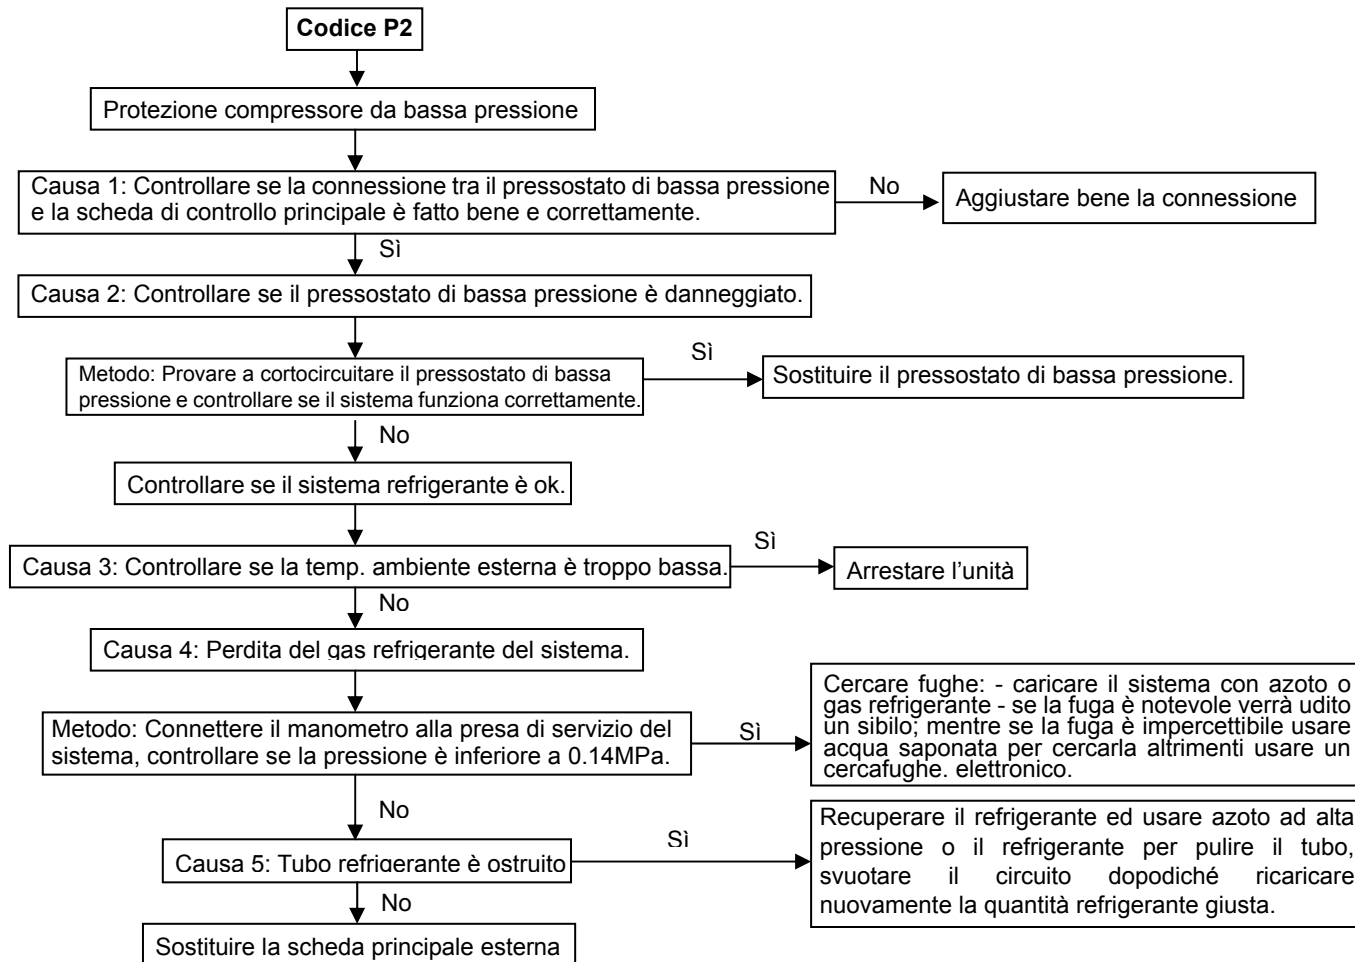 Codice P2
Protezione compressore da bassa pressione
Causa 1: Controllare se la connessione tra il pressostato di bassa pressione
e la scheda di controllo principale è fatto bene e correttamente.
No
Aggiustare bene la connessione
Sì
Causa 2: Controllare se il pressostato di bassa pressione è danneggiato.
Metodo: Provare a cortocircuitare il pressostato di bassa
pressione e controllare se il sistema funziona correttamente.
Sì
Sostituire il pressostato di bassa pressione.
No
Controllare se il sistema refrigerante è ok.
Causa 3: Controllare se la temp. ambiente esterna è troppo bassa.
Sì
Arrestare l'unità
No
Causa 4: Perdita del gas refrigerante del sistema.
Metodo: Connettere il manometro alla presa di servizio del
sistema, controllare se la pressione è inferiore a 0.14MPa.
Sì
Cercare fughe: - caricare il sistema con azoto o
gas refrigerante - se la fuga è notevole verrà udito
un sibilo; mentre se la fuga è impercettibile usare
acqua saponata per cercarla altrimenti usare un
cercafughe. elettronico.
No
Causa 5: Tubo refrigerante è ostruito
Sì
Recuperare il refrigerante ed usare azoto ad alta
pressione o il refrigerante per pulire il tubo,
svuotare il circuito dopodiché ricaricare
nuovamente la quantità refrigerante giusta.
No
Sostituire la scheda principale esterna